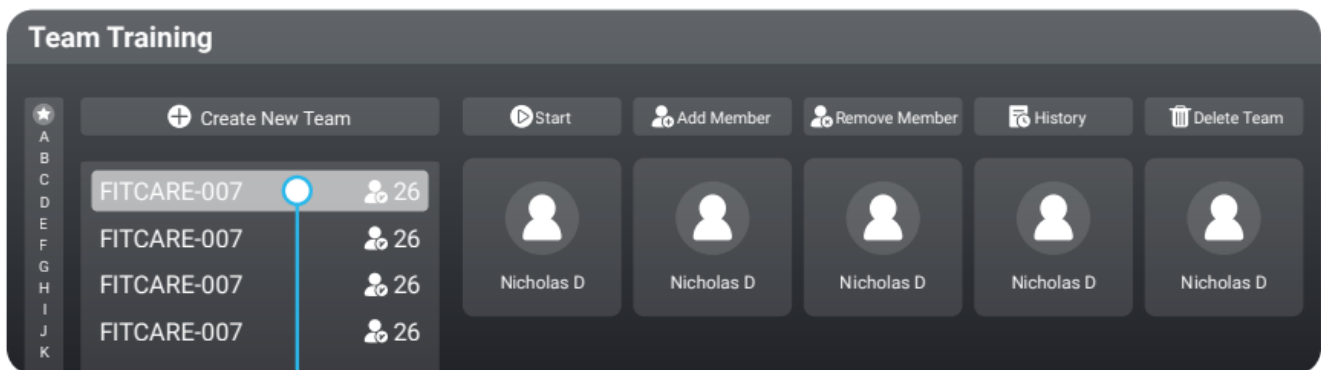 Team Training
A
B
C
D
E
F
G
H
I
J
K
Create New Team
FITCARE-007 26
FITCARE-007 26
FITCARE-007 26
FITCARE-007 26
Start Add Member Remove Member History Delete Team
Nicholas D Nicholas D Nicholas D Nicholas D Nicholas D